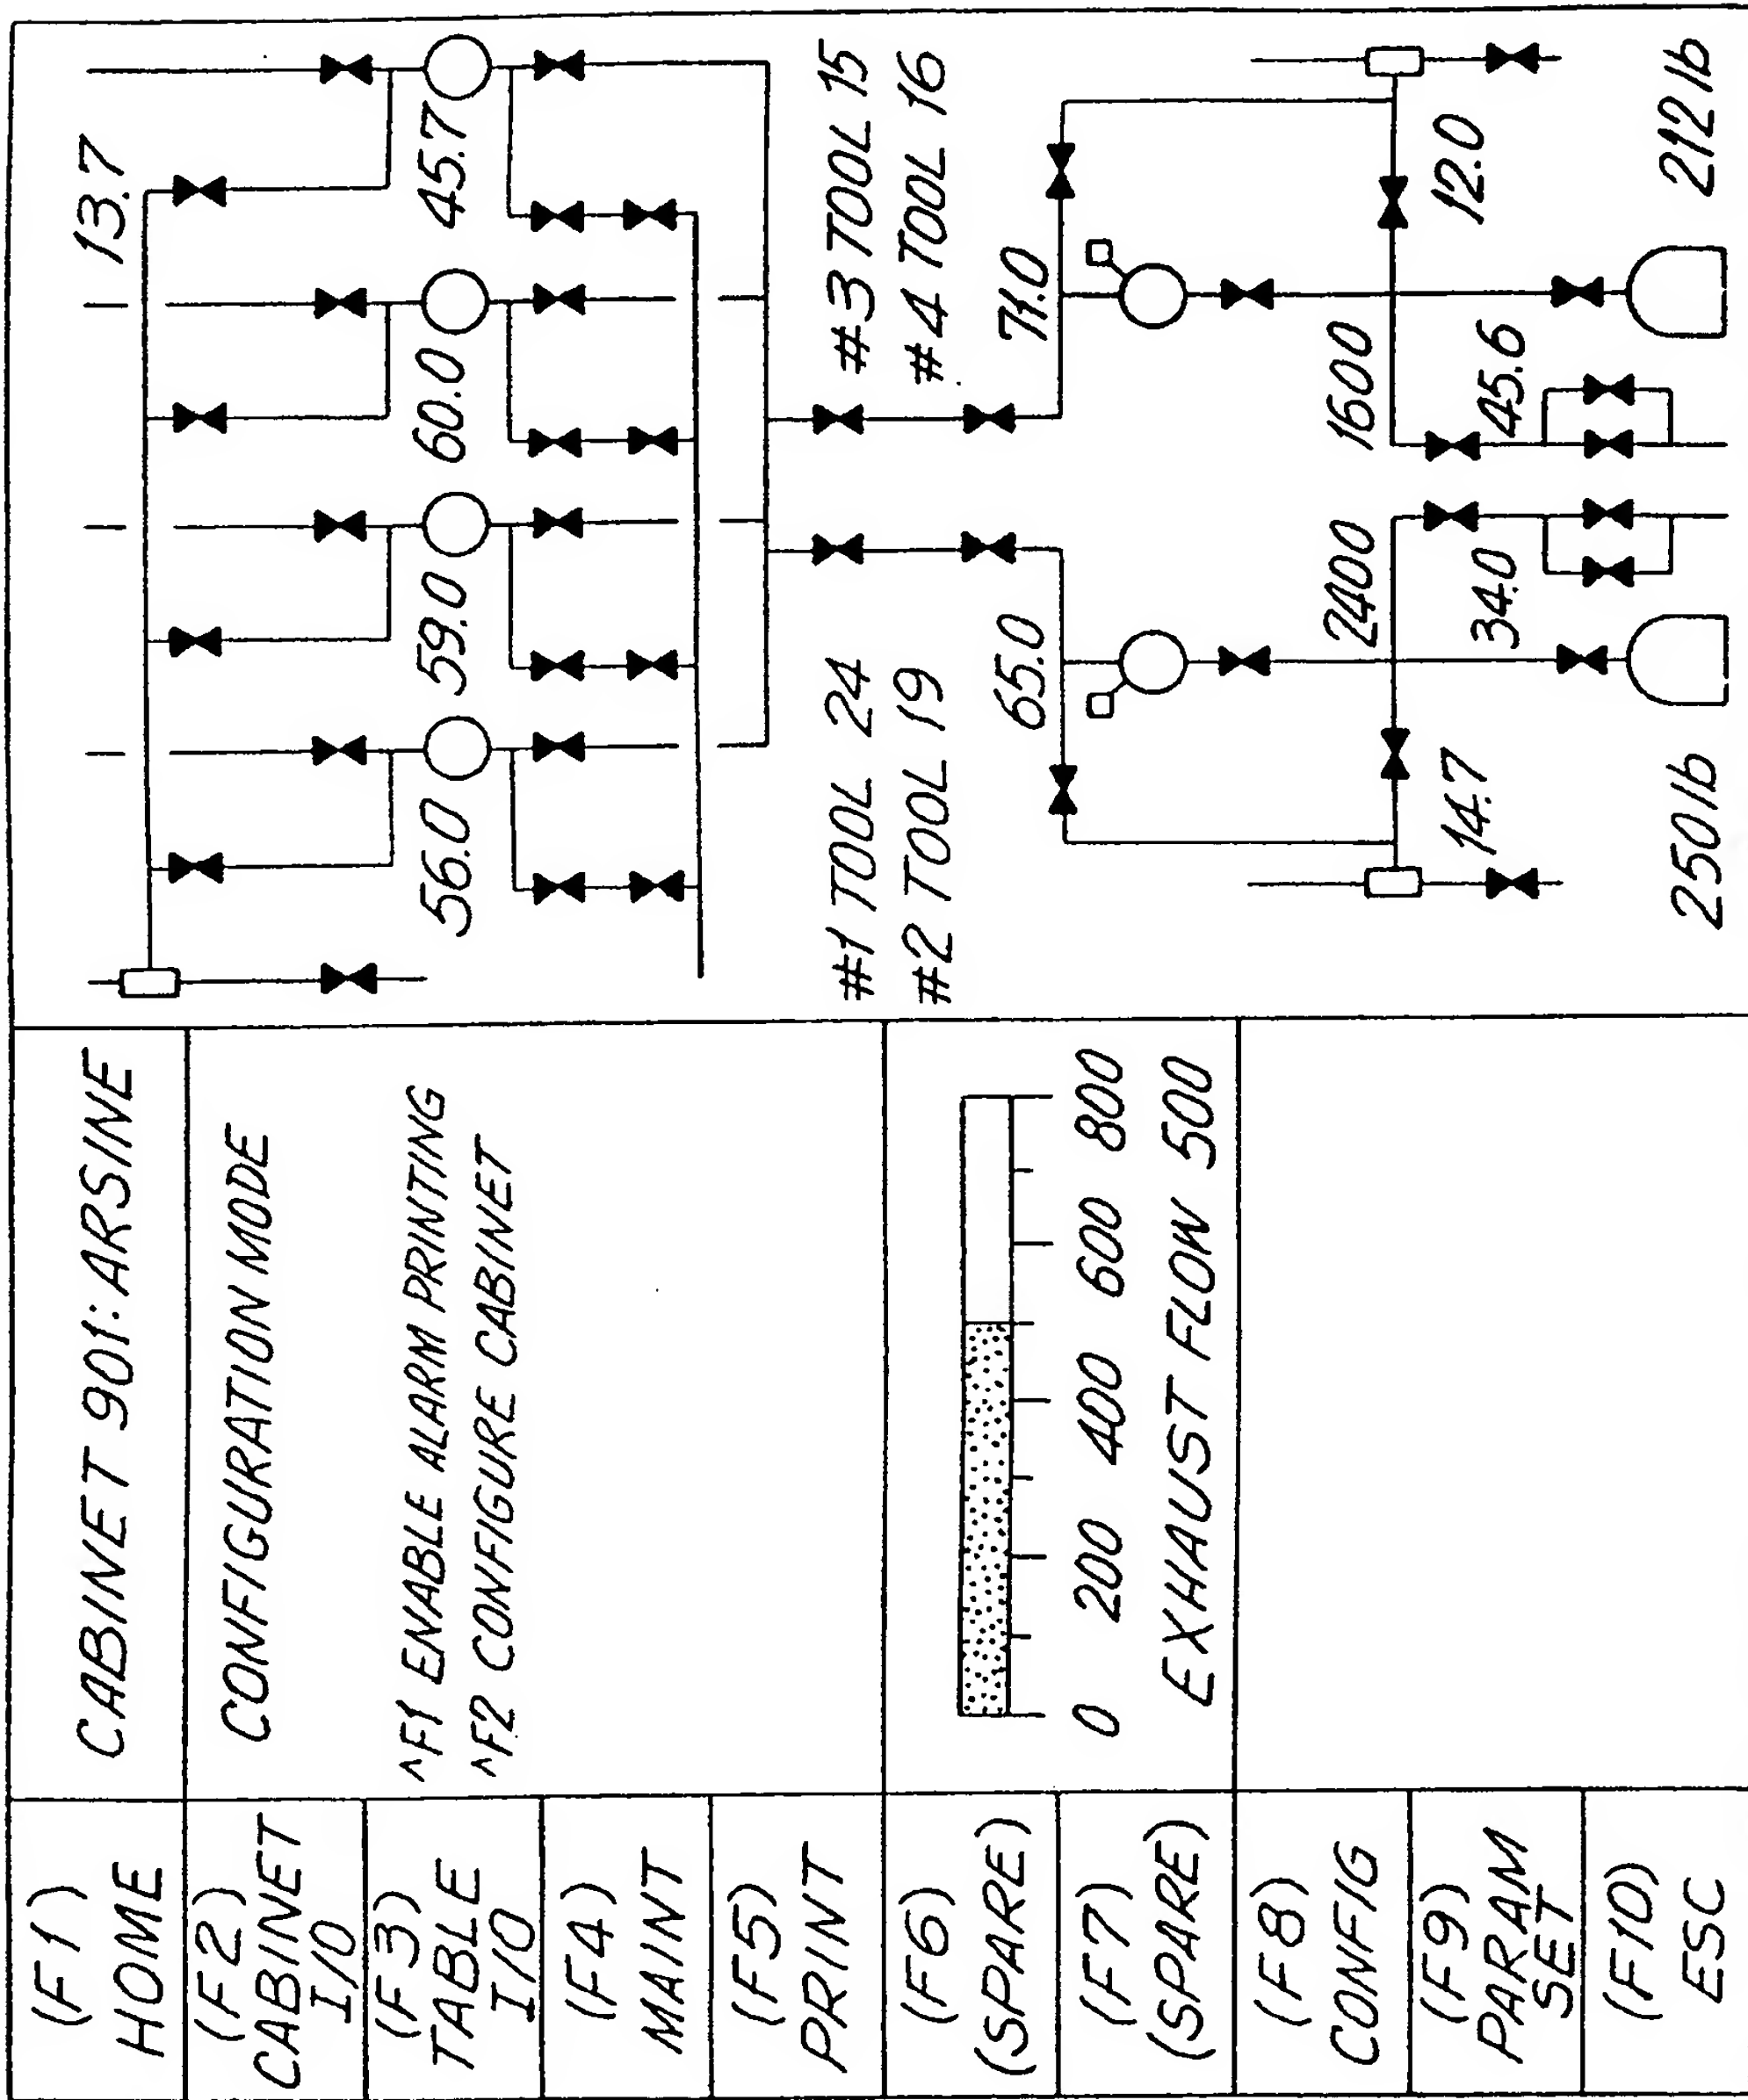 (F1)
HOME
(F2)
CABINET
I/O
(F3)
TABLE
I/O
(F4)
MAINT
(F5)
PRINT
(F6)
(SPARE)
(F7)
(SPARE)
(F8)
CONFIG
(F9)
PARAM
SET
(F10)
ESC
CABINET 901: ARSINE
CONFIGURATION MODE
^F1 ENABLE ALARM PRINTING
^F2 CONFIGURE CABINET
0 200 400 600 800
EXHAUST FLOW 500
13.7
56.0 59.0 60.0 45.7
#1 TOOL 24 #3 TOOL 15
#2 TOOL 19 #4 TOOL 16
65.0 71.0
2400 1600
14.7 34.0 45.6 12.0
250 lb 212 lb